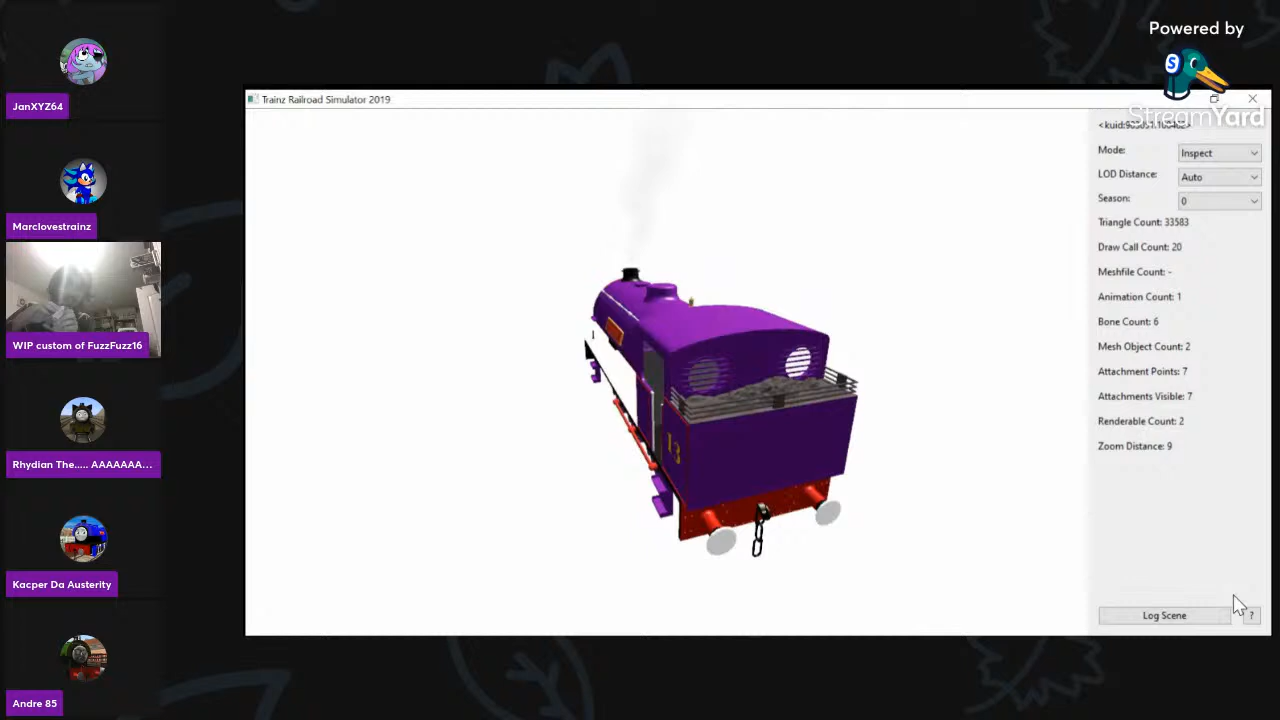 Powered by
StreamYard
JanXYZ64
Marclovestrainz
WIP custom of FuzzFuzz16
Rhydian The..... AAAAAAA...
Kacper Da Austerity
Andre 85
Trainz Railroad Simulator 2019
Mode: Inspect
LOD Distance: Auto
Season: 0
Triangle Count: 33583
Draw Call Count: 20
Meshfile Count: -
Animation Count: 1
Bone Count: 6
Mesh Object Count: 2
Attachment Points: 7
Attachments Visible: 7
Renderable Count: 2
Zoom Distance: 9
13
Log Scene ?